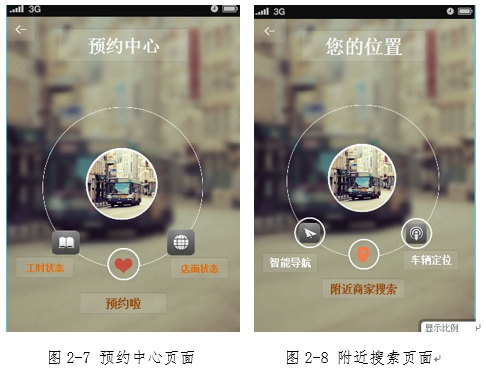 3G
预约中心
工时状态
店面状态
预约啦
图 2-7 预约中心页面
3G
您的位置
智能导航
车辆定位
附近商家搜索
显示比例
图 2-8 附近搜索页面